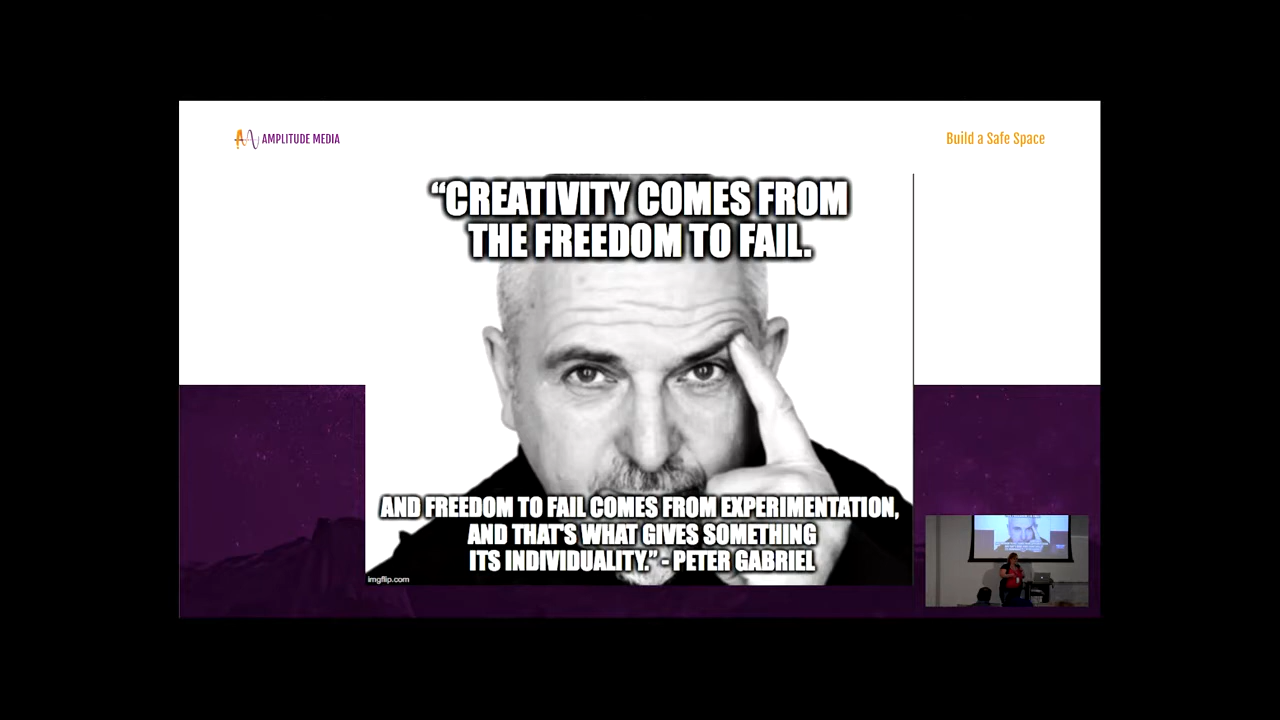 AMPLITUDE MEDIA
Build a Safe Space
“CREATIVITY COMES FROM
THE FREEDOM TO FAIL.
AND FREEDOM TO FAIL COMES FROM EXPERIMENTATION,
AND THAT'S WHAT GIVES SOMETHING
ITS INDIVIDUALITY.” - PETER GABRIEL
imgflip.com